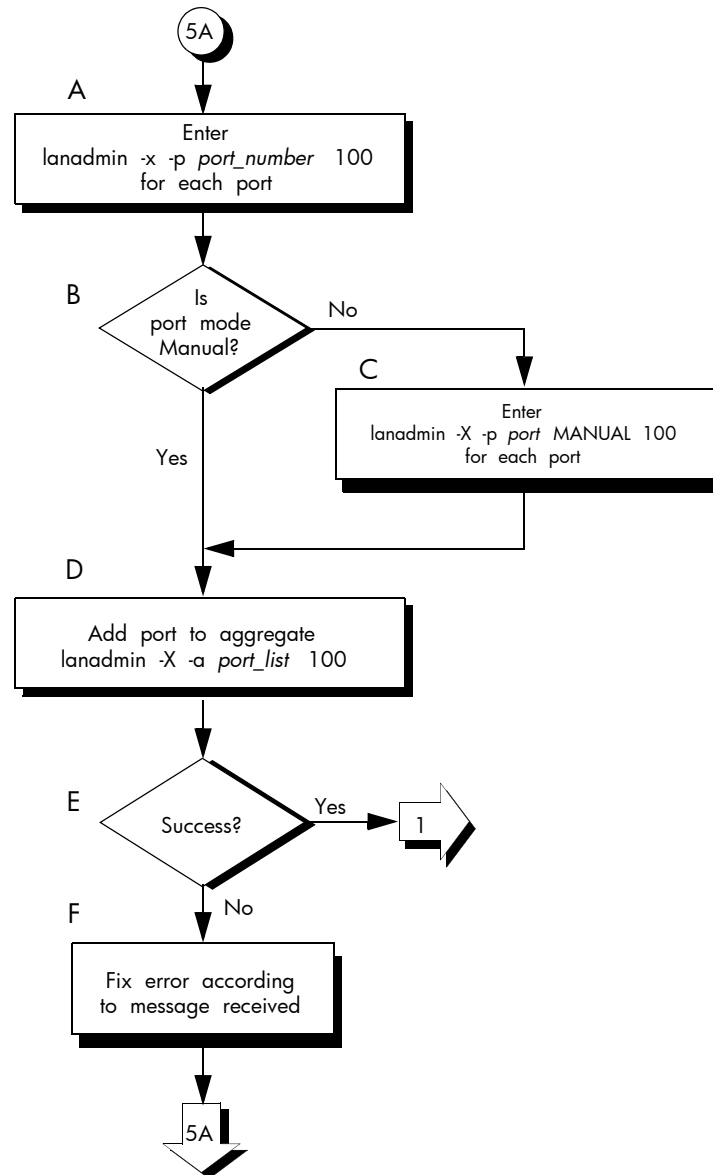 5A
A
Enter
lanadmin -x -p port_number 100
for each port
B
Is
port mode
Manual?
No
C
Enter
lanadmin -X -p port MANUAL 100
for each port
Yes
D
Add port to aggregate
lanadmin -X -a port_list 100
E
Success?
Yes
1
No
F
Fix error according
to message received
5A